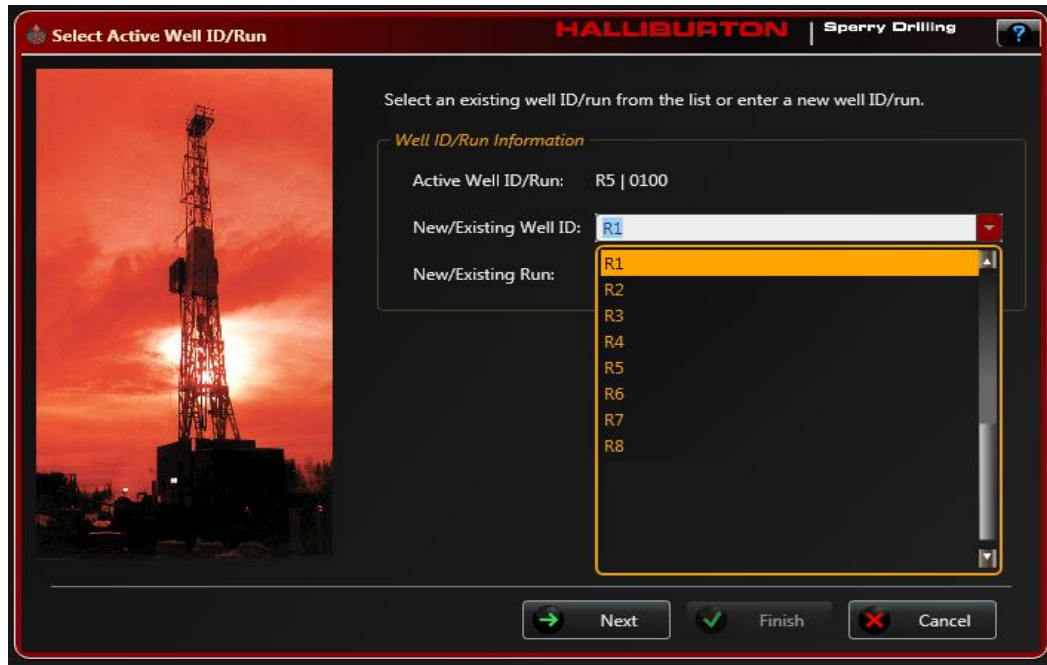 Select Active Well ID/Run
HALLIBURTON | Sperry Drilling
?
Select an existing well ID/run from the list or enter a new well ID/run.
Well ID/Run Information
Active Well ID/Run: R5 | 0100
New/Existing Well ID: R1
New/Existing Run:
R1
R2
R3
R4
R5
R6
R7
R8
Next
Finish
Cancel